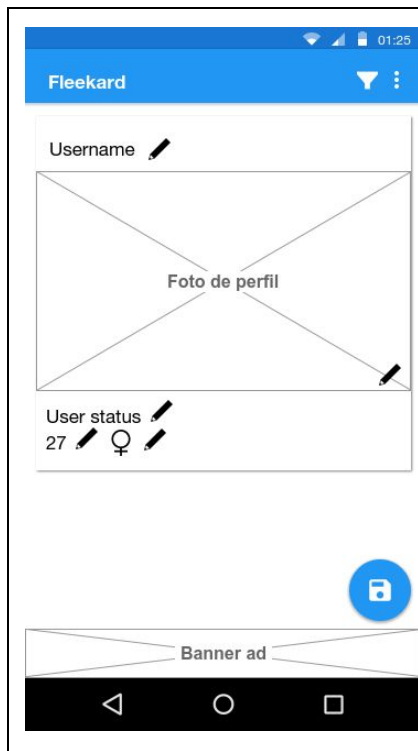 01:25
Fleekard
Username
Foto de perfil
User status
27
Banner ad